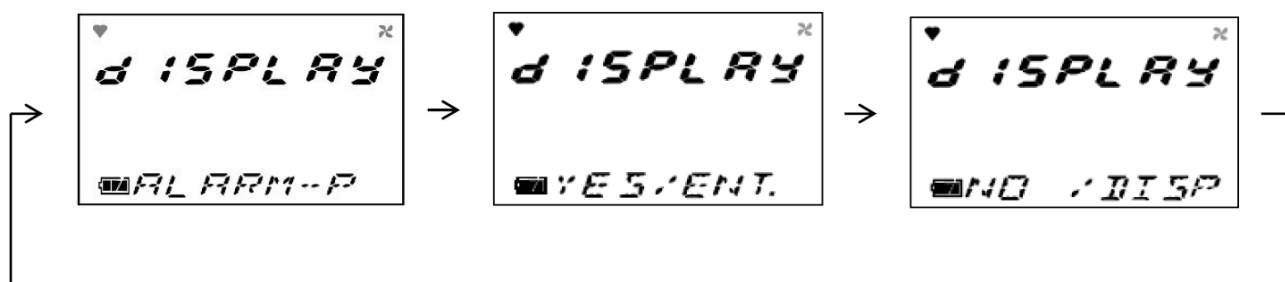 dISPLAY
ALARM-P
dISPLAY
YES/ENT.
dISPLAY
NO /DISP